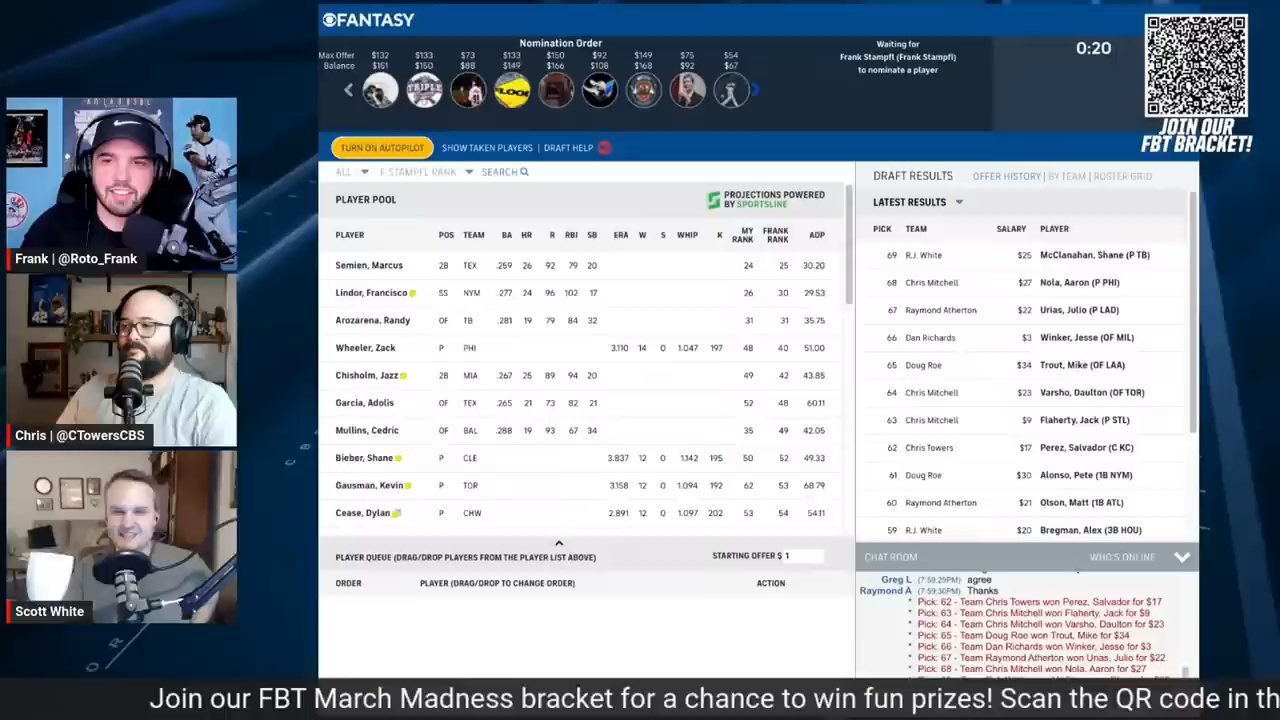 FANTASY
Nomination Order
Max Offer $132 $133 $73 $133 $150 $92 $149 $75 $54
Balance $151 $150 $88 $149 $166 $108 $168 $92 $67
TRIPLE
Waiting for
Frank Stampfl (Frank Stampfl)
to nominate a player
0:20
JOIN OUR
FBT BRACKET!
TURN ON AUTOPILOT SHOW TAKEN PLAYERS | DRAFT HELP
ALL F STAMPFL RANK SEARCH
PLAYER POOL
PROJECTIONS POWERED
BY SPORTSLINE
PLAYER POS TEAM BA HR R RBI SB ERA W S WHIP K MY RANK FRANK RANK ADP
Semien, Marcus 2B TEX .259 26 92 79 20 24 25 30.20
Lindor, Francisco SS NYM .277 24 96 102 17 26 30 29.53
Arozarena, Randy OF TB .281 19 79 84 32 31 31 35.75
Wheeler, Zack P PHI 3.110 14 0 1.047 197 48 40 51.00
Chisholm, Jazz 2B MIA .267 25 89 94 20 49 42 43.85
Garcia, Adolis OF TEX .265 21 73 82 21 52 48 60.11
Mullins, Cedric OF BAL .288 19 93 67 34 35 49 42.05
Bieber, Shane P CLE 3.837 12 0 1.142 195 50 52 49.33
Gausman, Kevin P TOR 3.158 12 0 1.094 192 62 53 68.79
Cease, Dylan P CHW 2.891 12 0 1.097 202 53 54 54.11
PLAYER QUEUE (DRAG/DROP PLAYERS FROM THE PLAYER LIST ABOVE) STARTING OFFER $ 1
ORDER PLAYER (DRAG/DROP TO CHANGE ORDER) ACTION
DRAFT RESULTS OFFER HISTORY | BY TEAM | ROSTER GRID
LATEST RESULTS
PICK TEAM SALARY PLAYER
69 R.J. White $25 McClanahan, Shane (P TB)
68 Chris Mitchell $27 Nola, Aaron (P PHI)
67 Raymond Atherton $22 Urias, Julio (P LAD)
66 Dan Richards $3 Winker, Jesse (OF MIL)
65 Doug Roe $34 Trout, Mike (OF LAA)
64 Chris Mitchell $23 Varsho, Daulton (OF TOR)
63 Chris Mitchell $9 Flaherty, Jack (P STL)
62 Chris Towers $17 Perez, Salvador (C KC)
61 Doug Roe $30 Alonso, Pete (1B NYM)
60 Raymond Atherton $21 Olson, Matt (1B ATL)
59 R.J. White $20 Bregman, Alex (3B HOU)
CHAT ROOM WHO'S ONLINE
Greg L (7:59:29PM): agree
Raymond A (7:59:30PM): Thanks
* Pick: 62 - Team Chris Towers won Perez, Salvador for $17
* Pick: 63 - Team Chris Mitchell won Flaherty, Jack for $9
* Pick: 64 - Team Chris Mitchell won Varsho, Daulton for $23
* Pick: 65 - Team Doug Roe won Trout, Mike for $34
* Pick: 66 - Team Dan Richards won Winker, Jesse for $3
* Pick: 67 - Team Raymond Atherton won Urias, Julio for $22
* Pick: 68 - Team Chris Mitchell won Nola, Aaron for $27
Frank | @Roto_Frank
Chris | @CTowersCBS
Scott White
Join our FBT March Madness bracket for a chance to win fun prizes! Scan the QR code in th